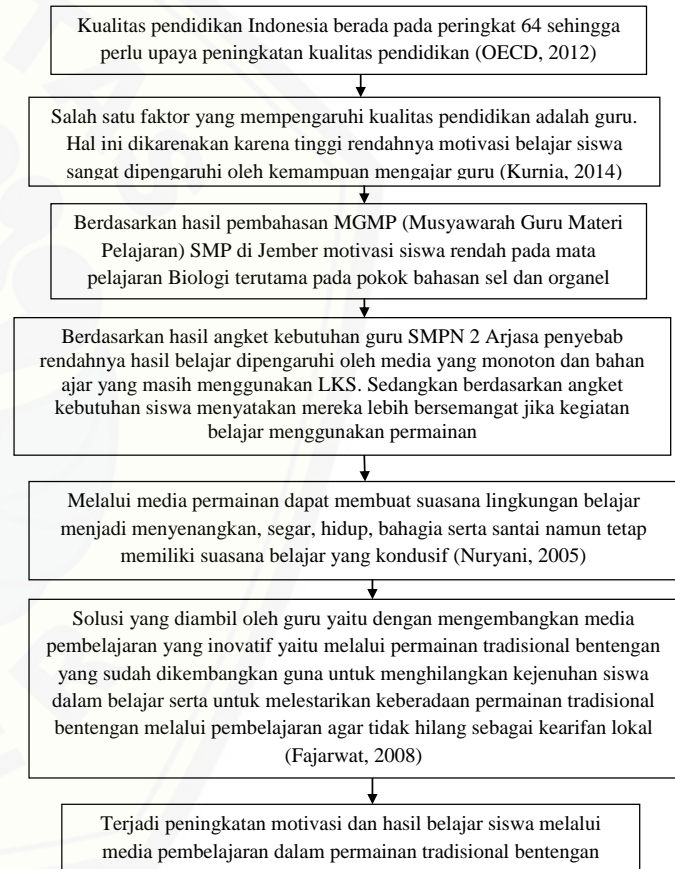 Kualitas pendidikan Indonesia berada pada peringkat 64 sehingga
perlu upaya peningkatan kualitas pendidikan (OECD, 2012)
Salah satu faktor yang mempengaruhi kualitas pendidikan adalah guru.
Hal ini dikarenakan karena tinggi rendahnya motivasi belajar siswa
sangat dipengaruhi oleh kemampuan mengajar guru (Kurnia, 2014)
Berdasarkan hasil pembahasan MGMP (Musyawarah Guru Materi
Pelajaran) SMP di Jember motivasi siswa rendah pada mata
pelajaran Biologi terutama pada pokok bahasan sel dan organel
Berdasarkan hasil angket kebutuhan guru SMPN 2 Arjasa penyebab
rendahnya hasil belajar dipengaruhi oleh media yang monoton dan bahan
ajar yang masih menggunakan LKS. Sedangkan berdasarkan angket
kebutuhan siswa menyatakan mereka lebih bersemangat jika kegiatan
belajar menggunakan permainan
Melalui media permainan dapat membuat suasana lingkungan belajar
menjadi menyenangkan, segar, hidup, bahagia serta santai namun tetap
memiliki suasana belajar yang kondusif (Nuryani, 2005)
Solusi yang diambil oleh guru yaitu dengan mengembangkan media
pembelajaran yang inovatif yaitu melalui permainan tradisional bentengan
yang sudah dikembangkan guna untuk menghilangkan kejenuhan siswa
dalam belajar serta untuk melestarikan keberadaan permainan tradisional
bentengan melalui pembelajaran agar tidak hilang sebagai kearifan lokal
(Fajarwat, 2008)
Terjadi peningkatan motivasi dan hasil belajar siswa melalui
media pembelajaran dalam permainan tradisional bentengan